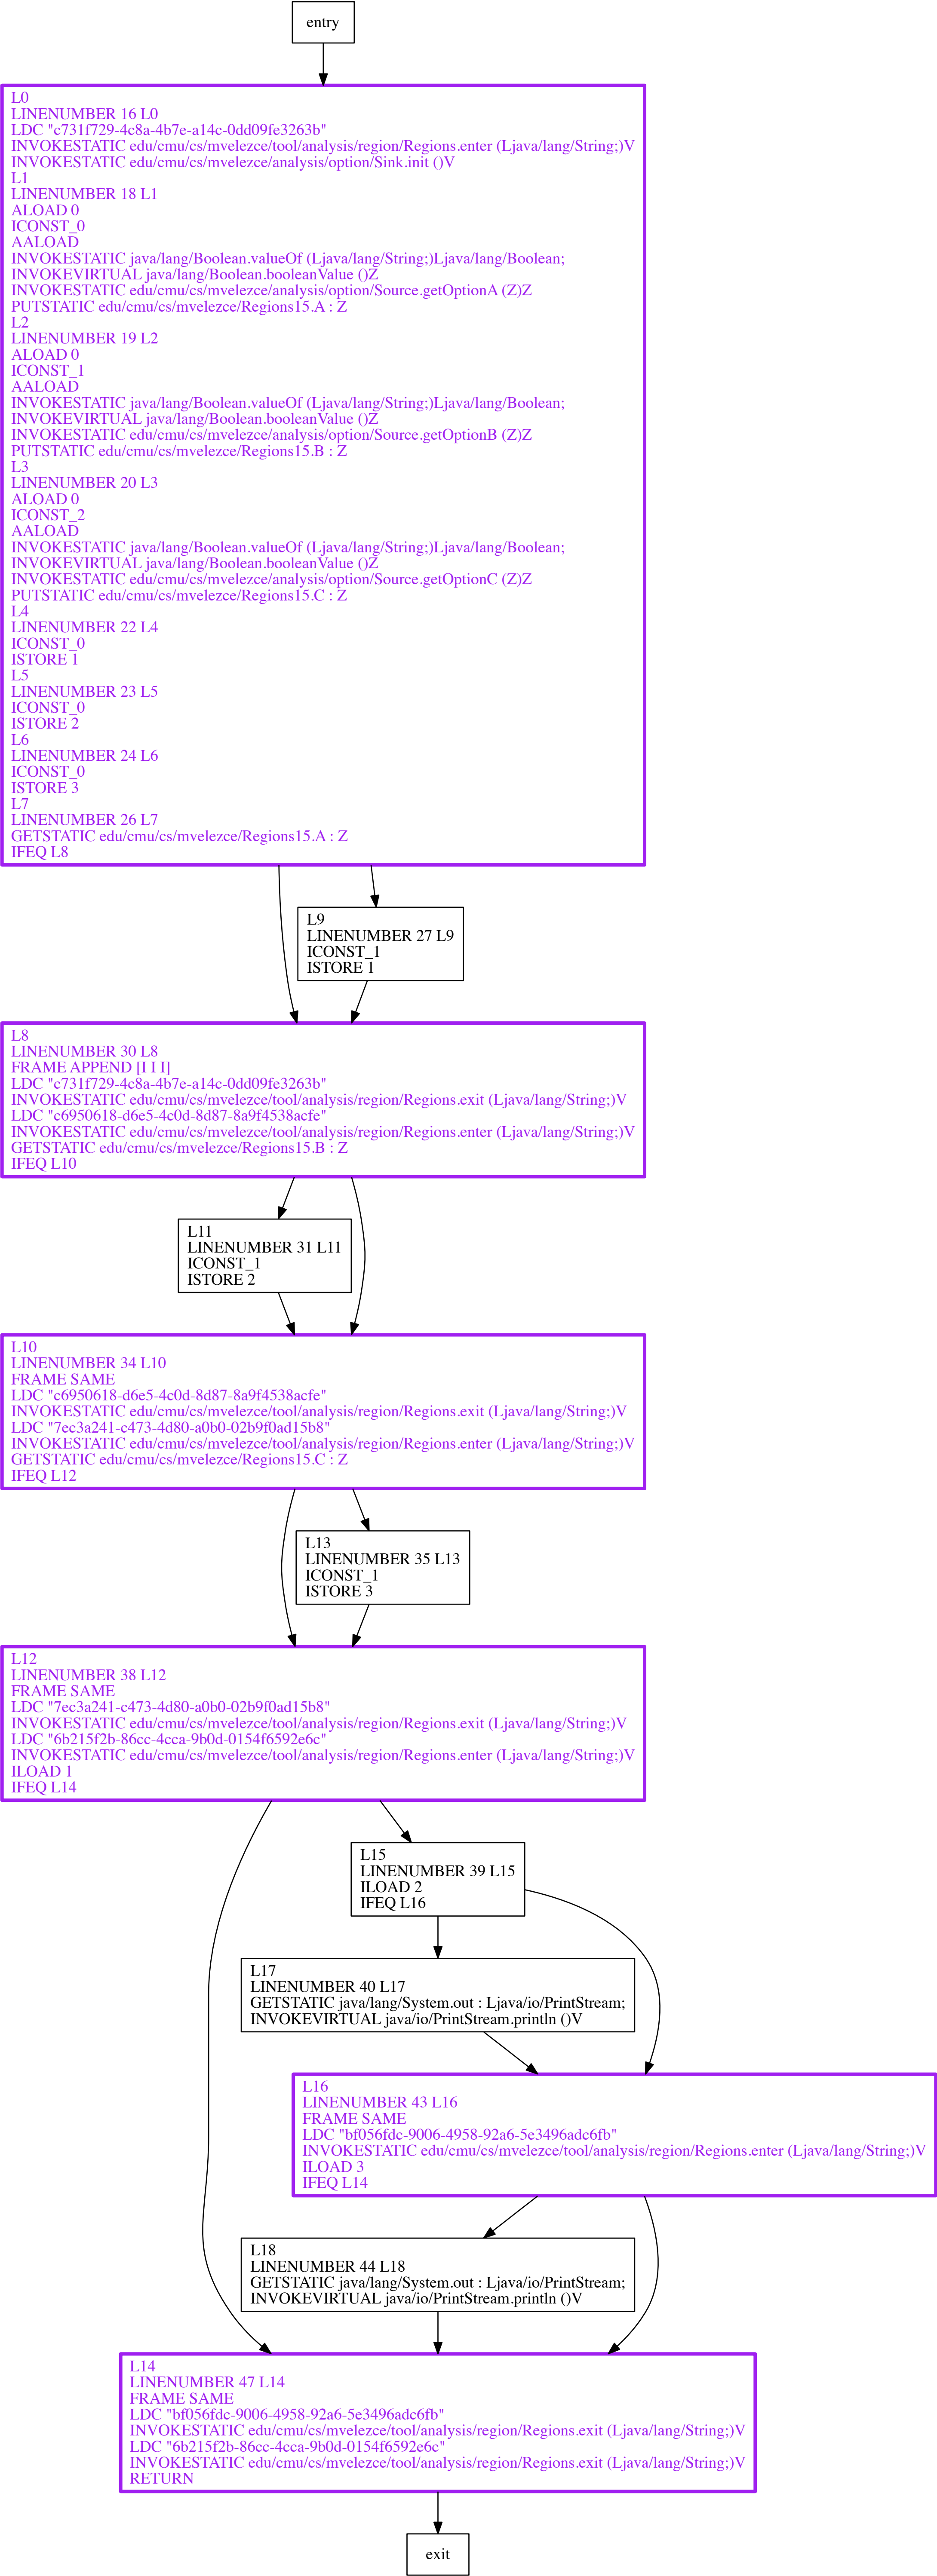 entry
L0
LINENUMBER 16 L0
LDC "c731f729-4c8a-4b7e-a14c-0dd09fe3263b"
INVOKESTATIC edu/cmu/cs/mvelezce/tool/analysis/region/Regions.enter (Ljava/lang/String;)V
INVOKESTATIC edu/cmu/cs/mvelezce/analysis/option/Sink.init ()V
L1
LINENUMBER 18 L1
ALOAD 0
ICONST_0
AALOAD
INVOKESTATIC java/lang/Boolean.valueOf (Ljava/lang/String;)Ljava/lang/Boolean;
INVOKEVIRTUAL java/lang/Boolean.booleanValue ()Z
INVOKESTATIC edu/cmu/cs/mvelezce/analysis/option/Source.getOptionA (Z)Z
PUTSTATIC edu/cmu/cs/mvelezce/Regions15.A : Z
L2
LINENUMBER 19 L2
ALOAD 0
ICONST_1
AALOAD
INVOKESTATIC java/lang/Boolean.valueOf (Ljava/lang/String;)Ljava/lang/Boolean;
INVOKEVIRTUAL java/lang/Boolean.booleanValue ()Z
INVOKESTATIC edu/cmu/cs/mvelezce/analysis/option/Source.getOptionB (Z)Z
PUTSTATIC edu/cmu/cs/mvelezce/Regions15.B : Z
L3
LINENUMBER 20 L3
ALOAD 0
ICONST_2
AALOAD
INVOKESTATIC java/lang/Boolean.valueOf (Ljava/lang/String;)Ljava/lang/Boolean;
INVOKEVIRTUAL java/lang/Boolean.booleanValue ()Z
INVOKESTATIC edu/cmu/cs/mvelezce/analysis/option/Source.getOptionC (Z)Z
PUTSTATIC edu/cmu/cs/mvelezce/Regions15.C : Z
L4
LINENUMBER 22 L4
ICONST_0
ISTORE 1
L5
LINENUMBER 23 L5
ICONST_0
ISTORE 2
L6
LINENUMBER 24 L6
ICONST_0
ISTORE 3
L7
LINENUMBER 26 L7
GETSTATIC edu/cmu/cs/mvelezce/Regions15.A : Z
IFEQ L8
L9
LINENUMBER 27 L9
ICONST_1
ISTORE 1
L8
LINENUMBER 30 L8
FRAME APPEND [I I I]
LDC "c731f729-4c8a-4b7e-a14c-0dd09fe3263b"
INVOKESTATIC edu/cmu/cs/mvelezce/tool/analysis/region/Regions.exit (Ljava/lang/String;)V
LDC "c6950618-d6e5-4c0d-8d87-8a9f4538acfe"
INVOKESTATIC edu/cmu/cs/mvelezce/tool/analysis/region/Regions.enter (Ljava/lang/String;)V
GETSTATIC edu/cmu/cs/mvelezce/Regions15.B : Z
IFEQ L10
L11
LINENUMBER 31 L11
ICONST_1
ISTORE 2
L10
LINENUMBER 34 L10
FRAME SAME
LDC "c6950618-d6e5-4c0d-8d87-8a9f4538acfe"
INVOKESTATIC edu/cmu/cs/mvelezce/tool/analysis/region/Regions.exit (Ljava/lang/String;)V
LDC "7ec3a241-c473-4d80-a0b0-02b9f0ad15b8"
INVOKESTATIC edu/cmu/cs/mvelezce/tool/analysis/region/Regions.enter (Ljava/lang/String;)V
GETSTATIC edu/cmu/cs/mvelezce/Regions15.C : Z
IFEQ L12
L13
LINENUMBER 35 L13
ICONST_1
ISTORE 3
L12
LINENUMBER 38 L12
FRAME SAME
LDC "7ec3a241-c473-4d80-a0b0-02b9f0ad15b8"
INVOKESTATIC edu/cmu/cs/mvelezce/tool/analysis/region/Regions.exit (Ljava/lang/String;)V
LDC "6b215f2b-86cc-4cca-9b0d-0154f6592e6c"
INVOKESTATIC edu/cmu/cs/mvelezce/tool/analysis/region/Regions.enter (Ljava/lang/String;)V
ILOAD 1
IFEQ L14
L15
LINENUMBER 39 L15
ILOAD 2
IFEQ L16
L17
LINENUMBER 40 L17
GETSTATIC java/lang/System.out : Ljava/io/PrintStream;
INVOKEVIRTUAL java/io/PrintStream.println ()V
L16
LINENUMBER 43 L16
FRAME SAME
LDC "bf056fdc-9006-4958-92a6-5e3496adc6fb"
INVOKESTATIC edu/cmu/cs/mvelezce/tool/analysis/region/Regions.enter (Ljava/lang/String;)V
ILOAD 3
IFEQ L14
L18
LINENUMBER 44 L18
GETSTATIC java/lang/System.out : Ljava/io/PrintStream;
INVOKEVIRTUAL java/io/PrintStream.println ()V
L14
LINENUMBER 47 L14
FRAME SAME
LDC "bf056fdc-9006-4958-92a6-5e3496adc6fb"
INVOKESTATIC edu/cmu/cs/mvelezce/tool/analysis/region/Regions.exit (Ljava/lang/String;)V
LDC "6b215f2b-86cc-4cca-9b0d-0154f6592e6c"
INVOKESTATIC edu/cmu/cs/mvelezce/tool/analysis/region/Regions.exit (Ljava/lang/String;)V
RETURN
exit